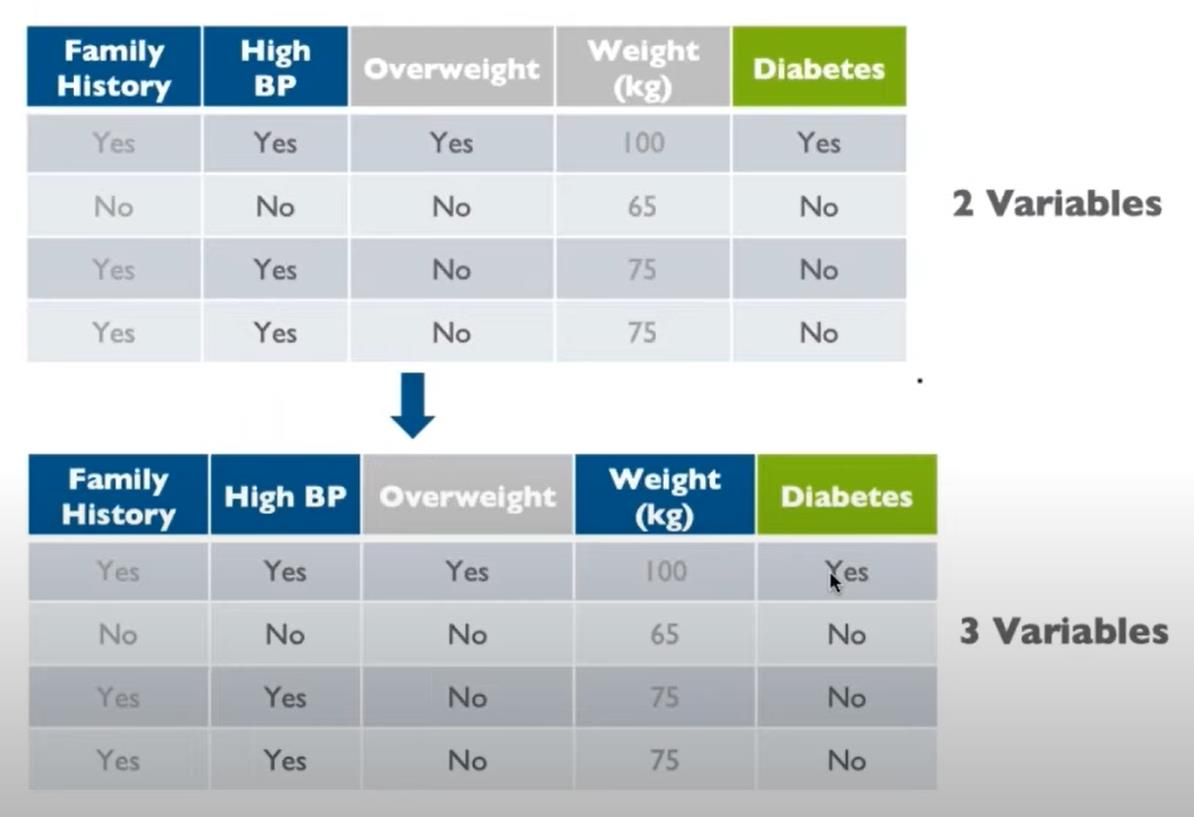 Family History High BP Overweight Weight (kg) Diabetes
Yes Yes Yes 100 Yes
No No No 65 No
Yes Yes No 75 No
Yes Yes No 75 No
2 Variables
Family History High BP Overweight Weight (kg) Diabetes
Yes Yes Yes 100 Yes
No No No 65 No
Yes Yes No 75 No
Yes Yes No 75 No
3 Variables